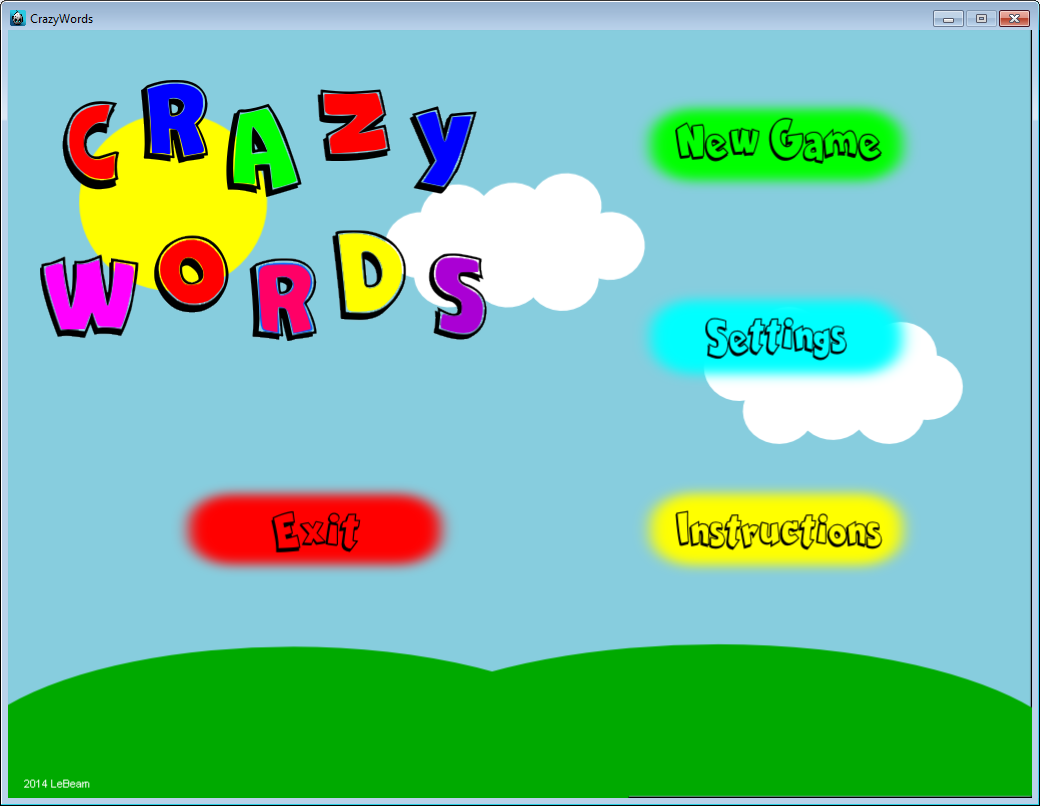 CrazyWords
CRAZY
WORDS
New Game
Settings
Exit
Instructions
2014 LeBeam